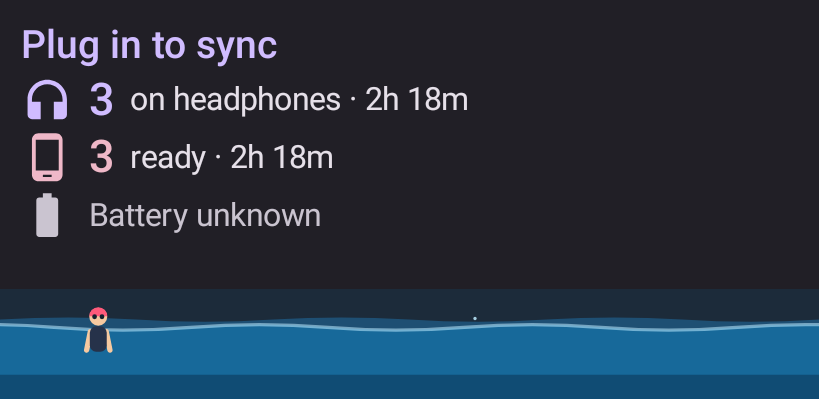 Plug in to sync
3 on headphones · 2h 18m
3 ready · 2h 18m
Battery unknown